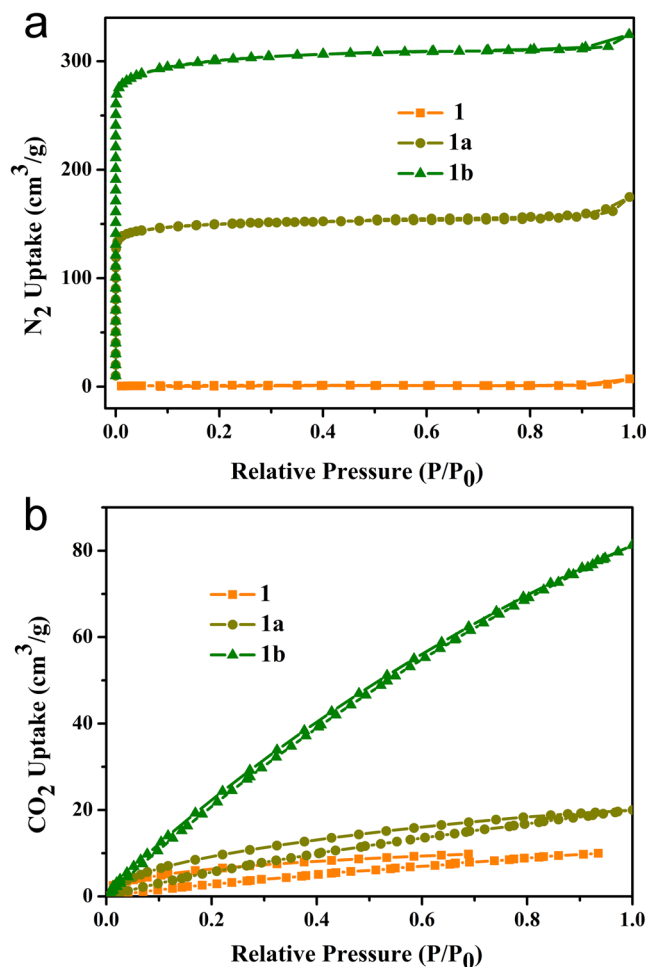 a
N₂ Uptake (cm³/g)
300
200
100
0
1
1a
1b
0.0 0.2 0.4 0.6 0.8 1.0
Relative Pressure (P/P₀)
b
CO₂ Uptake (cm³/g)
80
60
40
20
0
1
1a
1b
0.0 0.2 0.4 0.6 0.8 1.0
Relative Pressure (P/P₀)